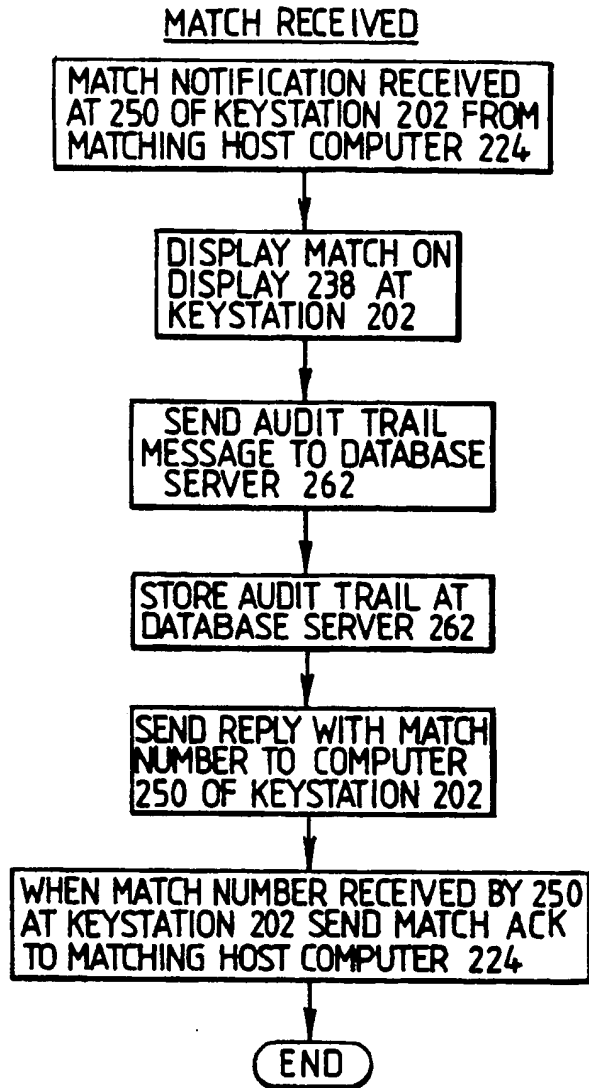 MATCH RECEIVED
MATCH NOTIFICATION RECEIVED
AT 250 OF KEYSTATION 202 FROM
MATCHING HOST COMPUTER 224
DISPLAY MATCH ON
DISPLAY 238 AT
KEYSTATION 202
SEND AUDIT TRAIL
MESSAGE TO DATABASE
SERVER 262
STORE AUDIT TRAIL AT
DATABASE SERVER 262
SEND REPLY WITH MATCH
NUMBER TO COMPUTER
250 OF KEYSTATION 202
WHEN MATCH NUMBER RECEIVED BY 250
AT KEYSTATION 202 SEND MATCH ACK
TO MATCHING HOST COMPUTER 224
END